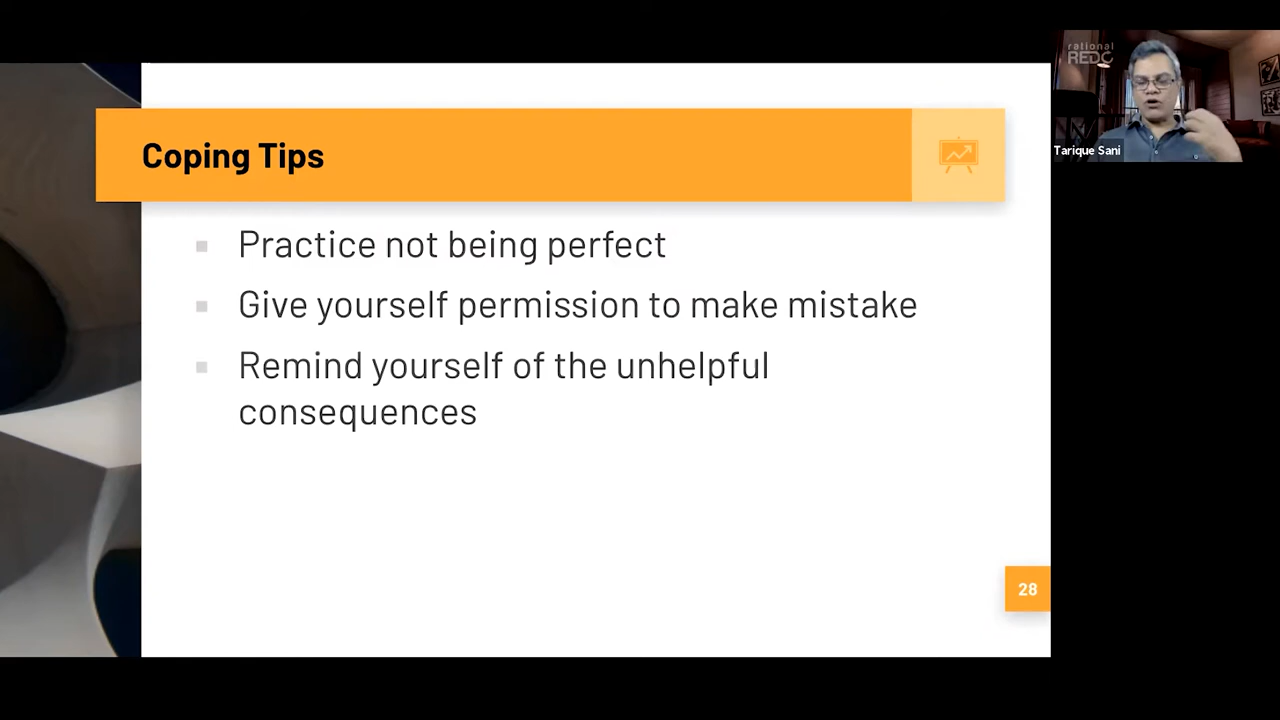 rational
REDC
Tarique Sani
Coping Tips
Practice not being perfect
Give yourself permission to make mistake
Remind yourself of the unhelpful
consequences
28